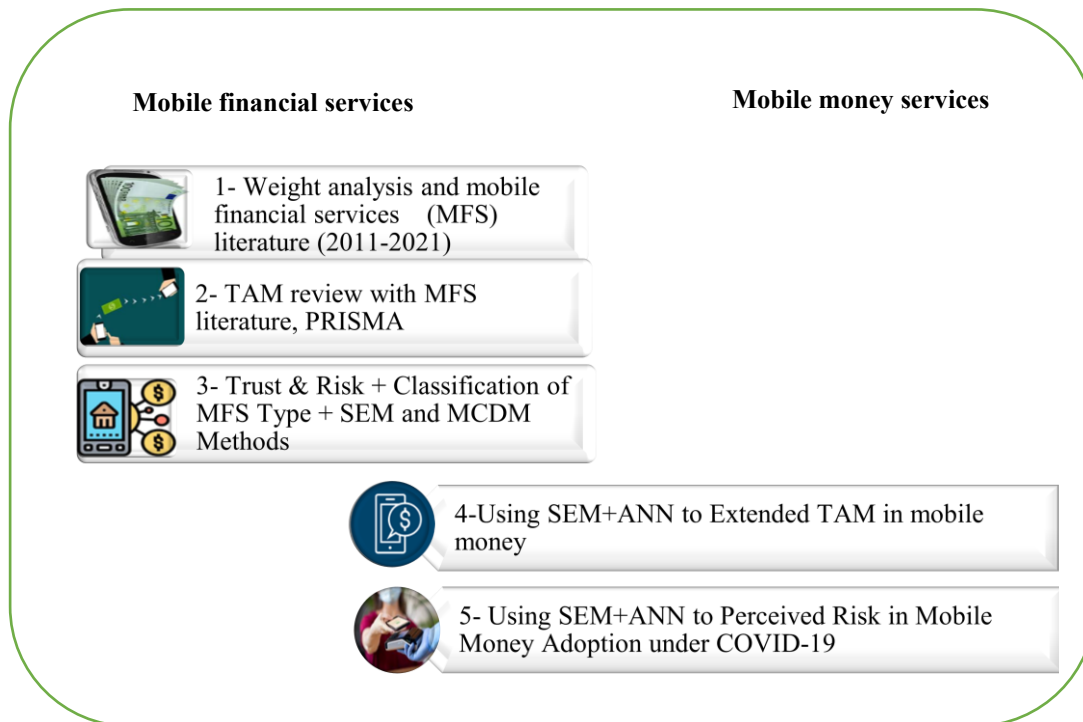 Mobile financial services
Mobile money services
1- Weight analysis and mobile
financial services (MFS)
literature (2011-2021)
2- TAM review with MFS
literature, PRISMA
3- Trust & Risk + Classification of
MFS Type + SEM and MCDM
Methods
4-Using SEM+ANN to Extended TAM in mobile
money
5- Using SEM+ANN to Perceived Risk in Mobile
Money Adoption under COVID-19